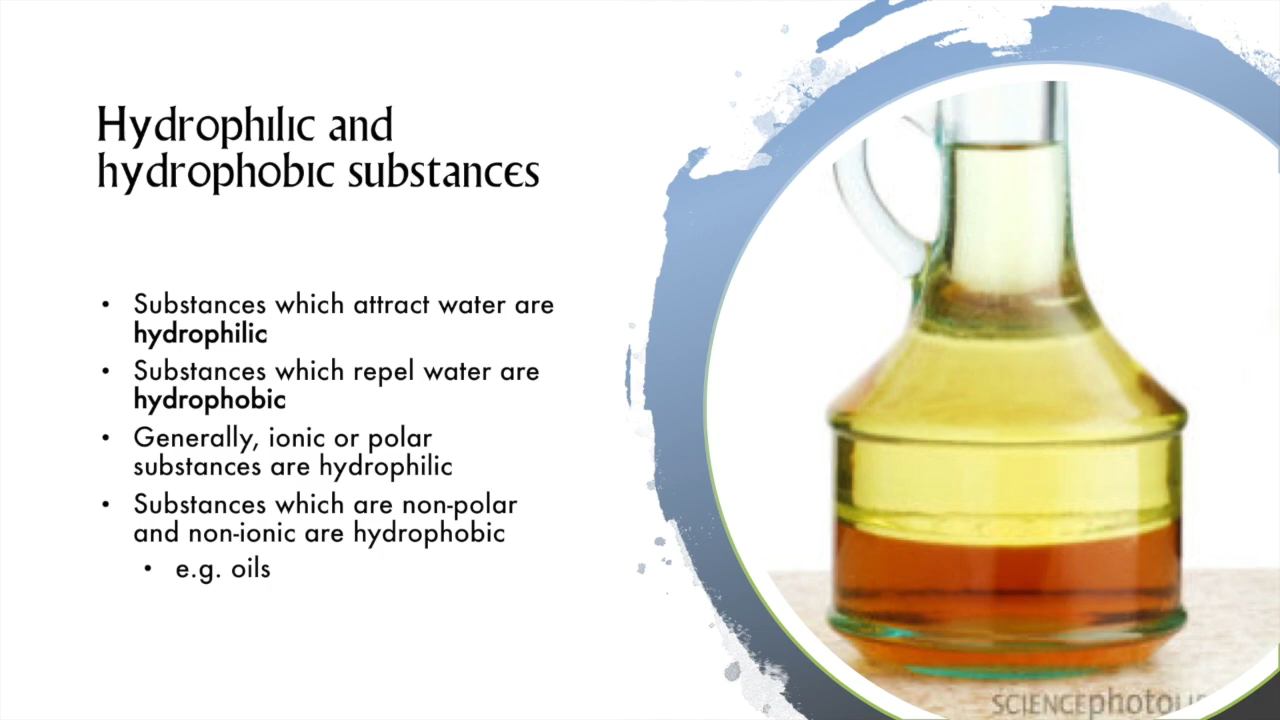 Hydrophilic and
hydrophobic substances
• Substances which attract water are
hydrophilic
• Substances which repel water are
hydrophobic
• Generally, ionic or polar
substances are hydrophilic
• Substances which are non-polar
and non-ionic are hydrophobic
• e.g. oils
SCIENCEphoto